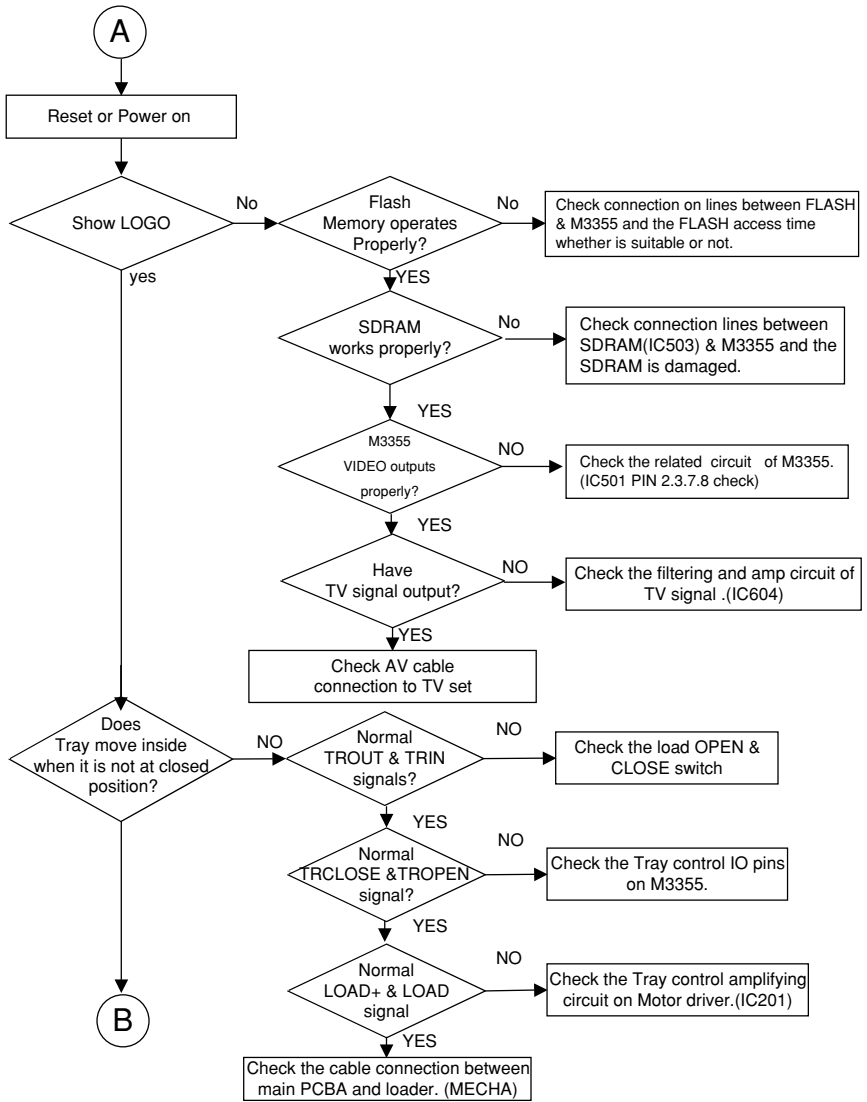 A
Reset or Power on
Show LOGO
No
Flash
Memory operates
Properly?
No
Check connection on lines between FLASH
& M3355 and the FLASH access time
whether is suitable or not.
yes
YES
SDRAM
works properly?
No
Check connection lines between
SDRAM(IC503) & M3355 and the
SDRAM is damaged.
YES
M3355
VIDEO outputs
properly?
NO
Check the related circuit of M3355.
(IC501 PIN 2.3.7.8 check)
YES
Have
TV signal output?
NO
Check the filtering and amp circuit of
TV signal .(IC604)
YES
Check AV cable
connection to TV set
Does
Tray move inside
when it is not at closed
position?
NO
Normal
TROUT & TRIN
signals?
NO
Check the load OPEN &
CLOSE switch
YES
Normal
TRCLOSE &TROPEN
signal?
NO
Check the Tray control IO pins
on M3355.
YES
Normal
LOAD+ & LOAD
signal
NO
Check the Tray control amplifying
circuit on Motor driver.(IC201)
YES
Check the cable connection between
main PCBA and loader. (MECHA)
B